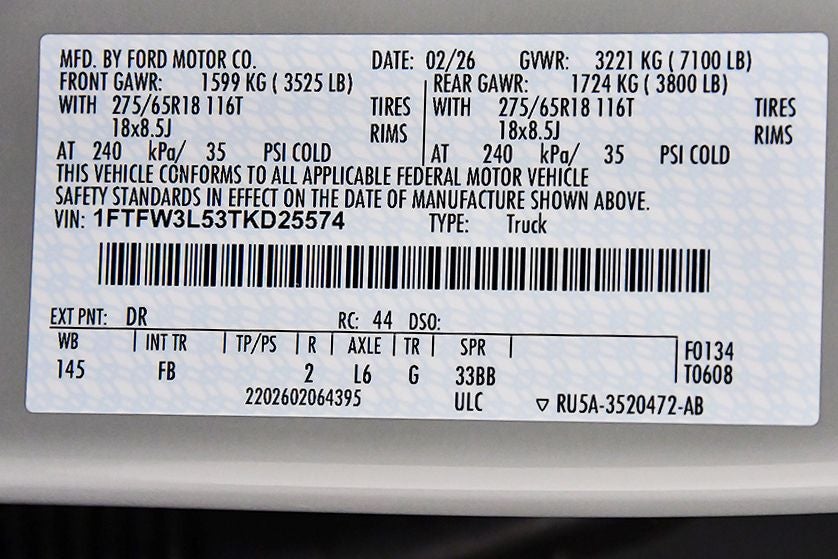 MFD. BY FORD MOTOR CO. DATE: 02/26 GVWR: 3221 KG ( 7100 LB)
FRONT GAWR: 1599 KG ( 3525 LB) REAR GAWR: 1724 KG ( 3800 LB)
WITH 275/65R18 116T TIRES WITH 275/65R18 116T TIRES
18x8.5J RIMS 18x8.5J RIMS
AT 240 kPa/ 35 PSI COLD AT 240 kPa/ 35 PSI COLD
THIS VEHICLE CONFORMS TO ALL APPLICABLE FEDERAL MOTOR VEHICLE
SAFETY STANDARDS IN EFFECT ON THE DATE OF MANUFACTURE SHOWN ABOVE.
VIN: 1FTFW3L53TKD25574 TYPE: Truck
EXT PNT: DR RC: 44 DSO:
WB INT TR TP/PS R AXLE TR SPR F0134
145 FB 2 L6 G 33BB T0608
2202602064395 ULC ▽ RU5A-3520472-AB